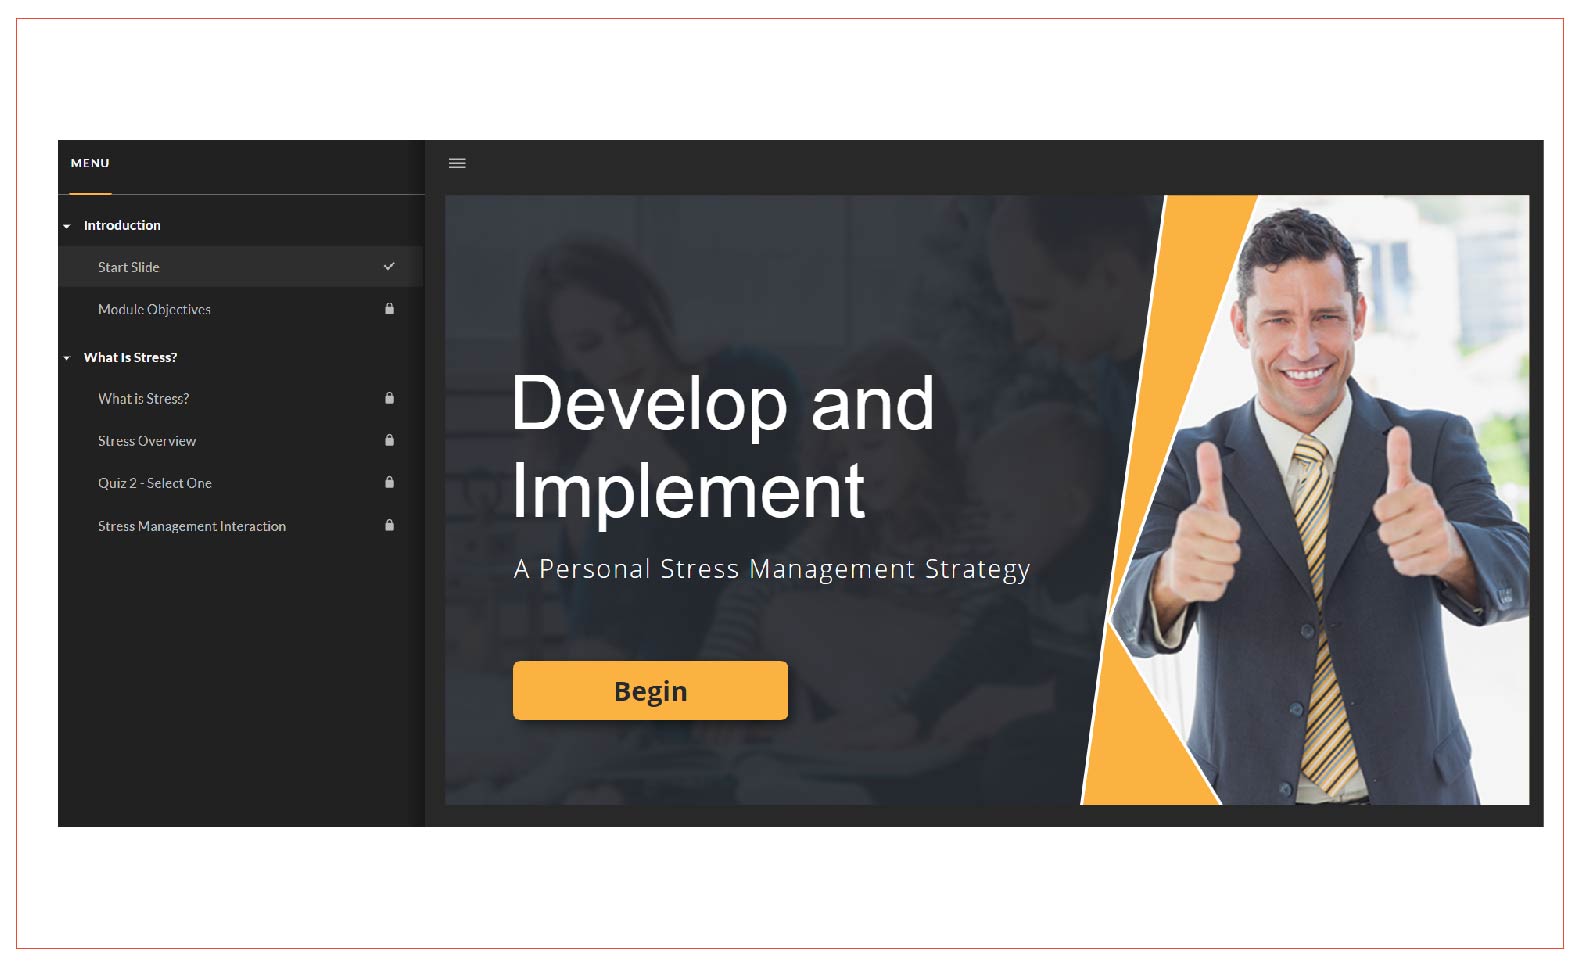 MENU
Introduction
Start Slide
Module Objectives
What Is Stress?
What is Stress?
Stress Overview
Quiz 2 - Select One
Stress Management Interaction
Develop and
Implement
A Personal Stress Management Strategy
Begin